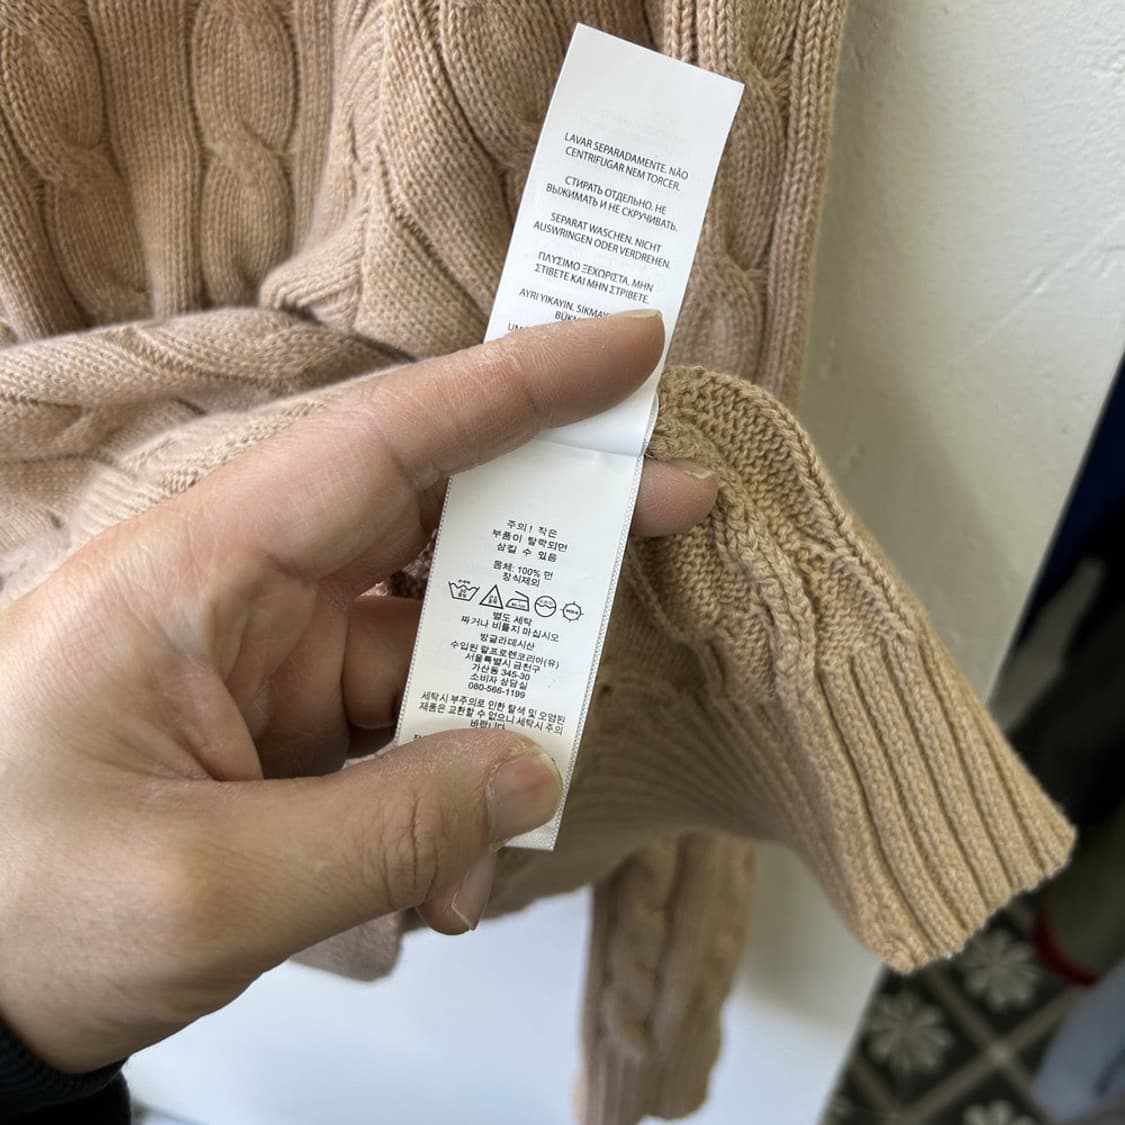 LAVAR SEPARADAMENTE. NÃO
CENTRIFUGAR NEM TORCER.
СТИРАТЬ ОТДЕЛЬНО. НЕ
ВЫЖИМАТЬ И НЕ СКРУЧИВАТЬ.
SEPARAT WASCHEN. NICHT
AUSWRINGEN ODER VERDREHEN.
ΠΛΥΣΙΜΟ ΞΕΧΩΡΙΣΤΑ. ΜΗΝ
ΣΤΙΒΕΤΕ ΚΑΙ ΜΗΝ ΣΤΡΙΒΕΤΕ.
AYRI YIKAYIN.
주의! 작은
부품이 탈락되면
삼킬 수 있음
몸체: 100% 면
장식제외
별도 세탁
짜거나 비틀지 마십시오
방글라데시산
수입원 랄프로렌코리아(유)
서울특별시 금천구
가산동 345-30
소비자 상담실
080-566-1199
세탁시 부주의로 인한 탈색 및 오염된
제품은 교환할 수 없으니 세탁시 주의
바랍니다